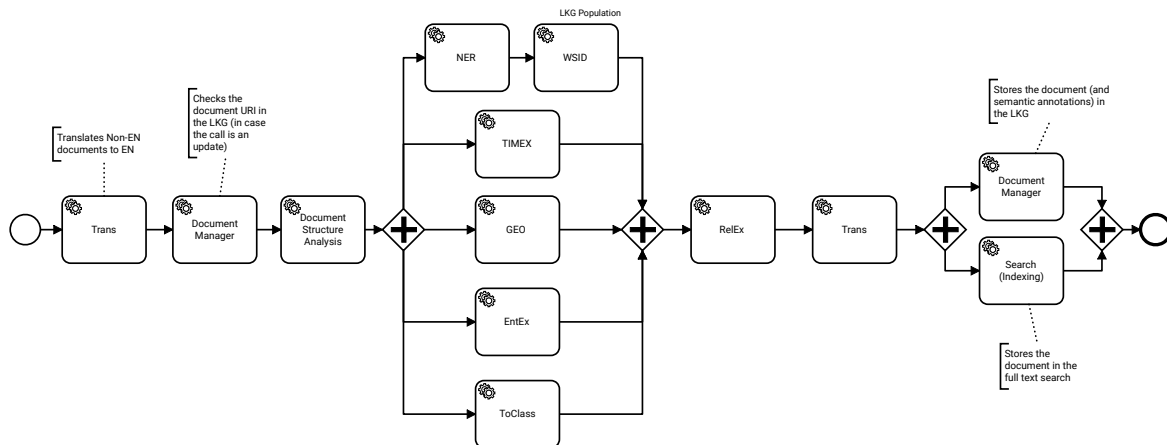 LKG Population
NER
WSID
Checks the
document URI in
the LKG (in case
the call is an
update)
Stores the
document (and
semantic annotations) in
the LKG
Translates Non-EN
documents to EN
TIMEX
Trans
Document
Manager
Document
Structure
Analysis
GEO
RelEx
Trans
Document
Manager
Search
(Indexing)
EntEx
Stores the
document in the
full text search
ToClass